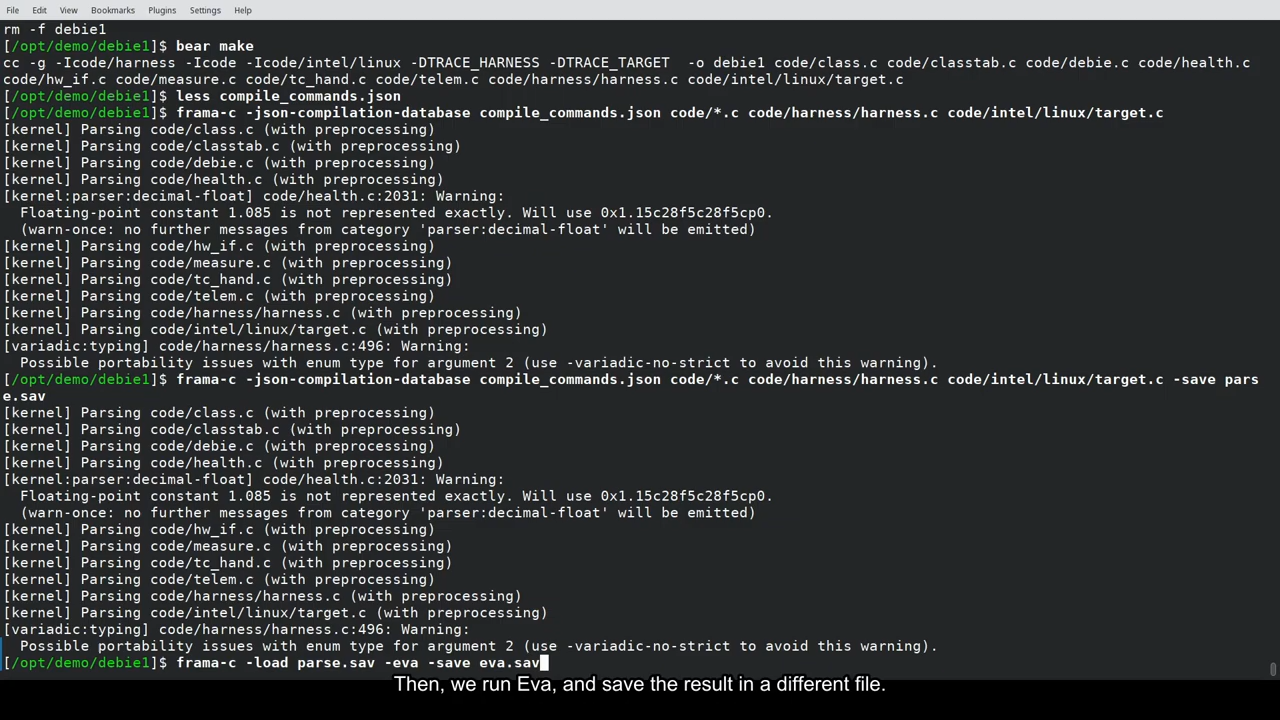 File Edit View Bookmarks Plugins Settings Help
rm -f debie1
[/opt/demo/debie1]$ bear make
cc -g -Icode/harness -Icode -Icode/intel/linux -DTRACE_HARNESS -DTRACE_TARGET  -o debie1 code/class.c code/classtab.c code/debie.c code/health.c
code/hw_if.c code/measure.c code/tc_hand.c code/telem.c code/harness/harness.c code/intel/linux/target.c
[/opt/demo/debie1]$ less compile_commands.json
[/opt/demo/debie1]$ frama-c -json-compilation-database compile_commands.json code/*.c code/harness/harness.c code/intel/linux/target.c
[kernel] Parsing code/class.c (with preprocessing)
[kernel] Parsing code/classtab.c (with preprocessing)
[kernel] Parsing code/debie.c (with preprocessing)
[kernel] Parsing code/health.c (with preprocessing)
[kernel:parser:decimal-float] code/health.c:2031: Warning:
  Floating-point constant 1.085 is not represented exactly. Will use 0x1.15c28f5c28f5cp0.
  (warn-once: no further messages from category 'parser:decimal-float' will be emitted)
[kernel] Parsing code/hw_if.c (with preprocessing)
[kernel] Parsing code/measure.c (with preprocessing)
[kernel] Parsing code/tc_hand.c (with preprocessing)
[kernel] Parsing code/telem.c (with preprocessing)
[kernel] Parsing code/harness/harness.c (with preprocessing)
[kernel] Parsing code/intel/linux/target.c (with preprocessing)
[variadic:typing] code/harness/harness.c:496: Warning:
  Possible portability issues with enum type for argument 2 (use -variadic-no-strict to avoid this warning).
[/opt/demo/debie1]$ frama-c -json-compilation-database compile_commands.json code/*.c code/harness/harness.c code/intel/linux/target.c -save pars
e.sav
[kernel] Parsing code/class.c (with preprocessing)
[kernel] Parsing code/classtab.c (with preprocessing)
[kernel] Parsing code/debie.c (with preprocessing)
[kernel] Parsing code/health.c (with preprocessing)
[kernel:parser:decimal-float] code/health.c:2031: Warning:
  Floating-point constant 1.085 is not represented exactly. Will use 0x1.15c28f5c28f5cp0.
  (warn-once: no further messages from category 'parser:decimal-float' will be emitted)
[kernel] Parsing code/hw_if.c (with preprocessing)
[kernel] Parsing code/measure.c (with preprocessing)
[kernel] Parsing code/tc_hand.c (with preprocessing)
[kernel] Parsing code/telem.c (with preprocessing)
[kernel] Parsing code/harness/harness.c (with preprocessing)
[kernel] Parsing code/intel/linux/target.c (with preprocessing)
[variadic:typing] code/harness/harness.c:496: Warning:
  Possible portability issues with enum type for argument 2 (use -variadic-no-strict to avoid this warning).
[/opt/demo/debie1]$ frama-c -load parse.sav -eva -save eva.sav
Then, we run Eva, and save the result in a different file.